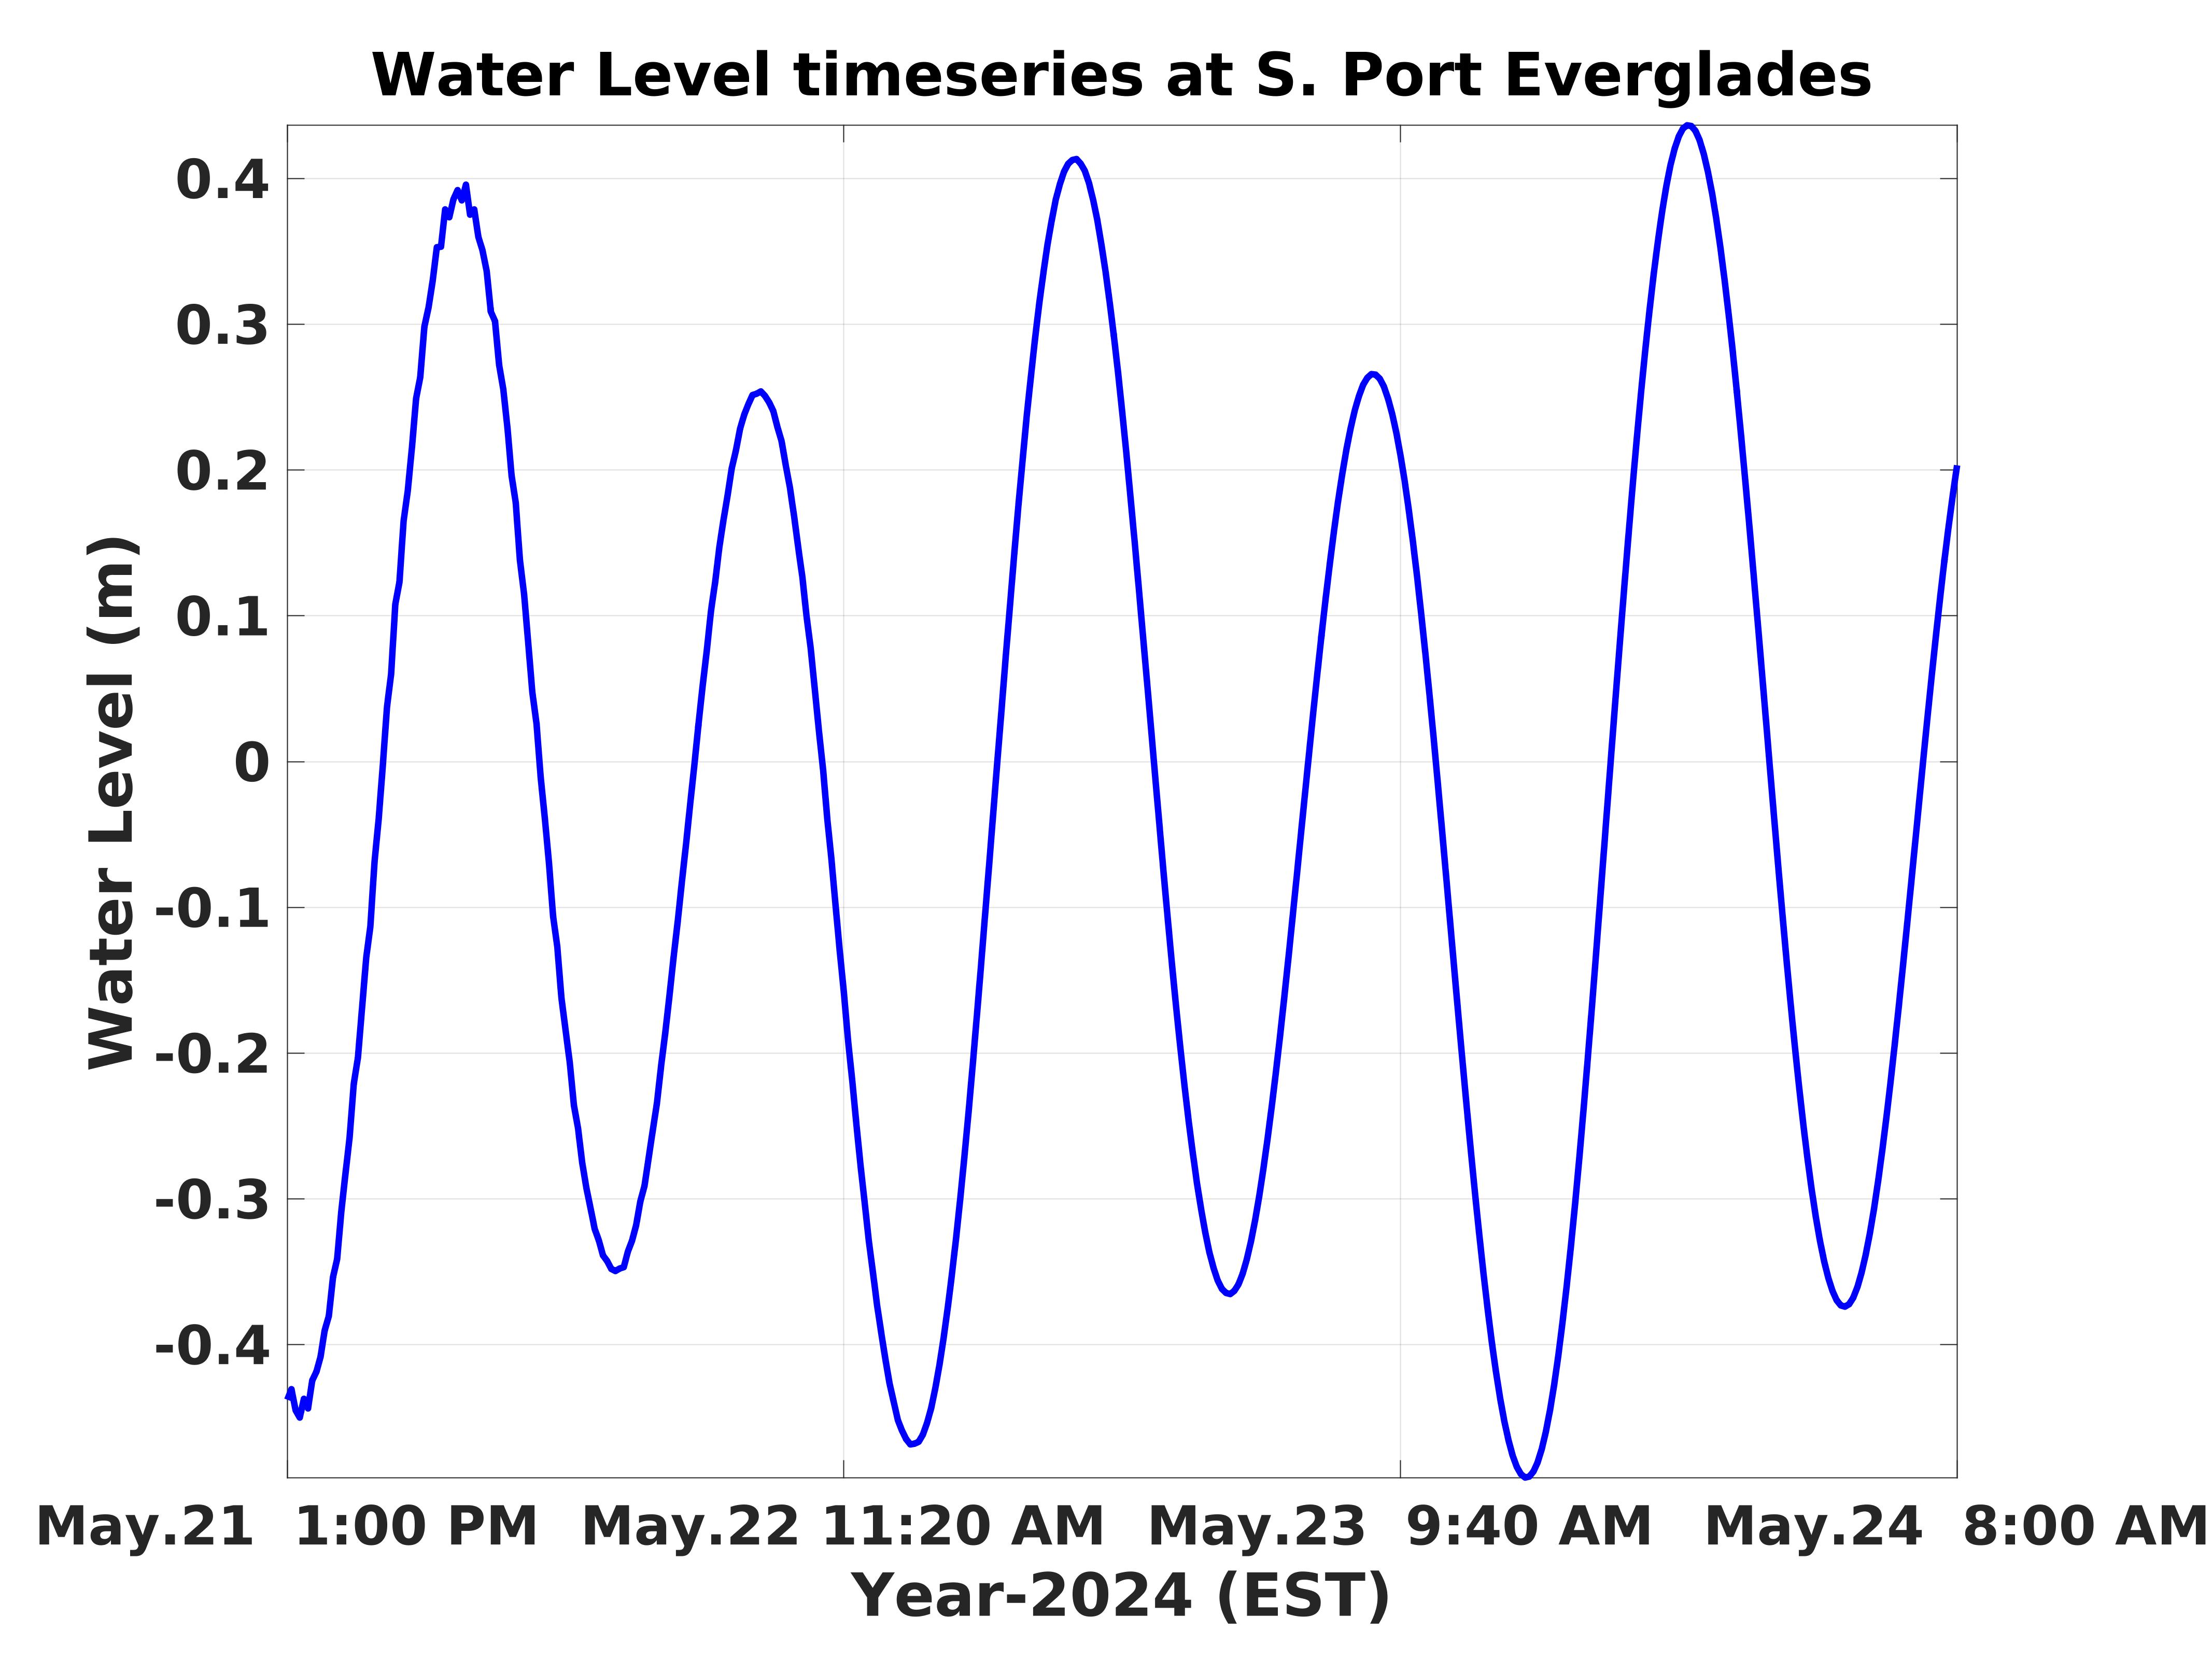 Water Level timeseries at S. Port Everglades
0.4
0.3
0.2
0.1
0
-0.1
-0.2
-0.3
-0.4
Water Level (m)
May.21 1:00 PM May.22 11:20 AM May.23 9:40 AM May.24 8:00 AM
Year-2024 (EST)